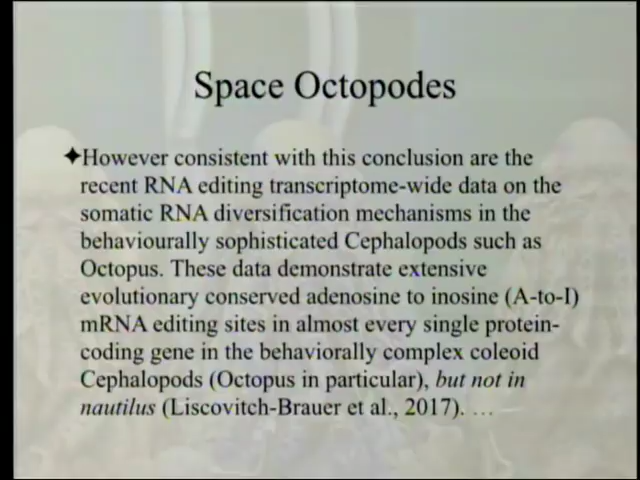 Space Octopodes
✦However consistent with this conclusion are the
recent RNA editing transcriptome-wide data on the
somatic RNA diversification mechanisms in the
behaviourally sophisticated Cephalopods such as
Octopus. These data demonstrate extensive
evolutionary conserved adenosine to inosine (A-to-I)
mRNA editing sites in almost every single protein-
coding gene in the behaviorally complex coleoid
Cephalopods (Octopus in particular), but not in
nautilus (Liscovitch-Brauer et al., 2017). …